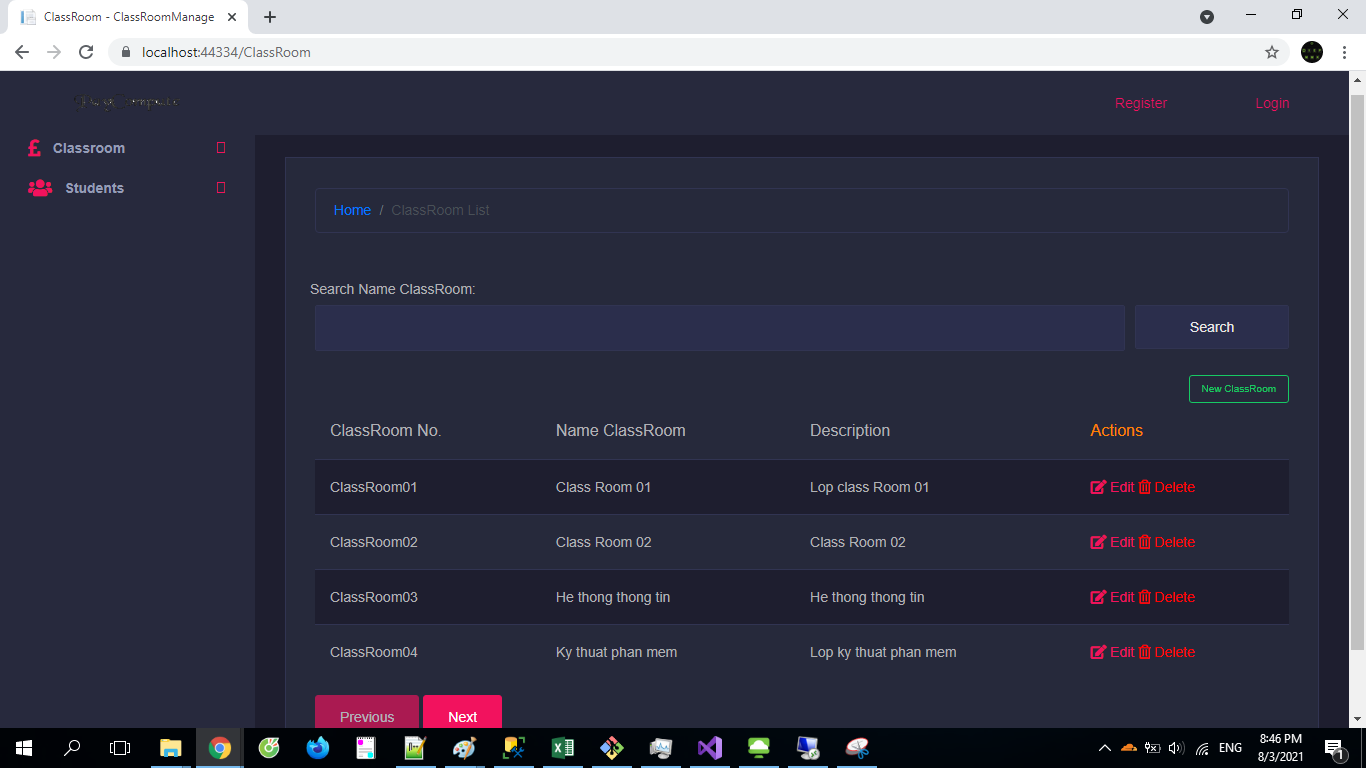 ClassRoom - ClassRoomManage
localhost:44334/ClassRoom
Register Login
Classroom
Students
Home / ClassRoom List
Search Name ClassRoom:
Search
New ClassRoom
ClassRoom No. Name ClassRoom Description Actions
ClassRoom01 Class Room 01 Lop class Room 01 Edit Delete
ClassRoom02 Class Room 02 Class Room 02 Edit Delete
ClassRoom03 He thong thong tin He thong thong tin Edit Delete
ClassRoom04 Ky thuat phan mem Lop ky thuat phan mem Edit Delete
Previous Next
ENG
8:46 PM
8/3/2021
1